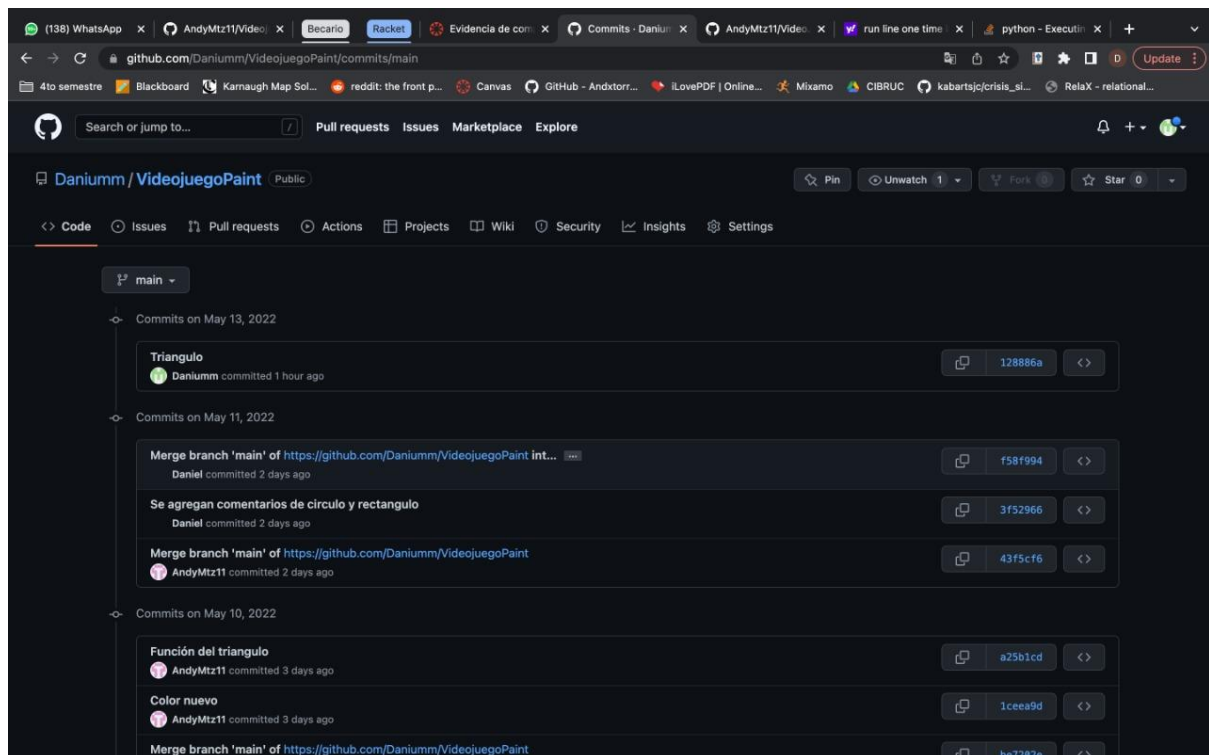 (138) WhatsApp
AndyMtz11/Video
Becario
Racket
Evidencia de com
Commits · Danium
AndyMtz11/Video.
run line one time
python - Executin
github.com/Daniumm/VideojuegoPaint/commits/main
D
Update
4to semestre
Blackboard
Karnaugh Map Sol...
reddit: the front p...
Canvas
GitHub - Andxtorr...
iLovePDF | Online...
Mixamo
CIBRUC
kabartsjc/crisis_si...
RelaX - relational...
Search or jump to...
/
Pull requests
Issues
Marketplace
Explore
Daniumm / VideojuegoPaint
Public
Pin
Unwatch 1
Fork 0
Star 0
<> Code
Issues
Pull requests
Actions
Projects
Wiki
Security
Insights
Settings
main
Commits on May 13, 2022
Triangulo
Daniumm committed 1 hour ago
128886a
<>
Commits on May 11, 2022
Merge branch 'main' of https://github.com/Daniumm/VideojuegoPaint int... ...
Daniel committed 2 days ago
f58f994
<>
Se agregan comentarios de circulo y rectangulo
Daniel committed 2 days ago
3f52966
<>
Merge branch 'main' of https://github.com/Daniumm/VideojuegoPaint
AndyMtz11 committed 2 days ago
43f5cf6
<>
Commits on May 10, 2022
Función del triangulo
AndyMtz11 committed 3 days ago
a25b1cd
<>
Color nuevo
AndyMtz11 committed 3 days ago
1ceea9d
<>
Merge branch 'main' of https://github.com/Daniumm/VideojuegoPaint